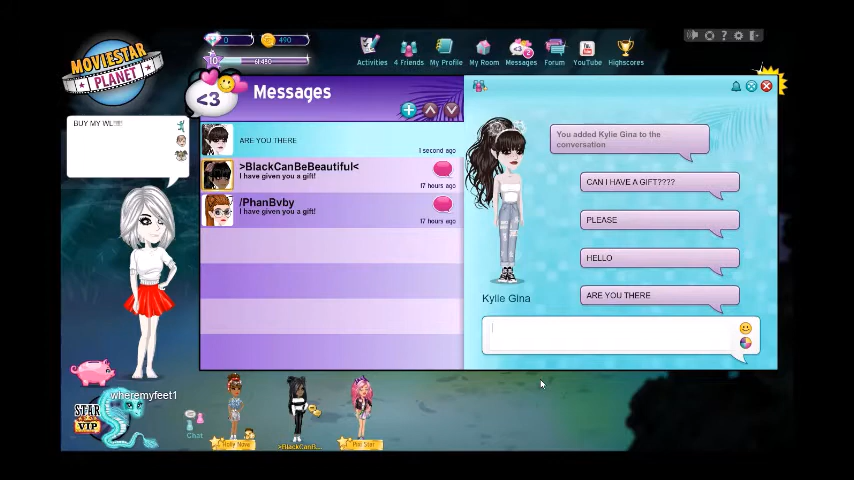 MOVIESTAR
PLANET
0
490
10
Activities
4 Friends
My Profile
My Room
Messages
Forum
YouTube
Highscores
<3
Messages
BUY MY WL!!!!
ARE YOU THERE
1 second ago
>BlackCanBeBeautiful<
I have given you a gift!
17 hours ago
/PhanBvby
I have given you a gift!
17 hours ago
You added Kylie Gina to the
conversation
CAN I HAVE A GIFT????
PLEASE
HELLO
ARE YOU THERE
Kylie Gina
wheremyfeet1
STAR
VIP
Chat
>BlackCanB...
Pixi Star